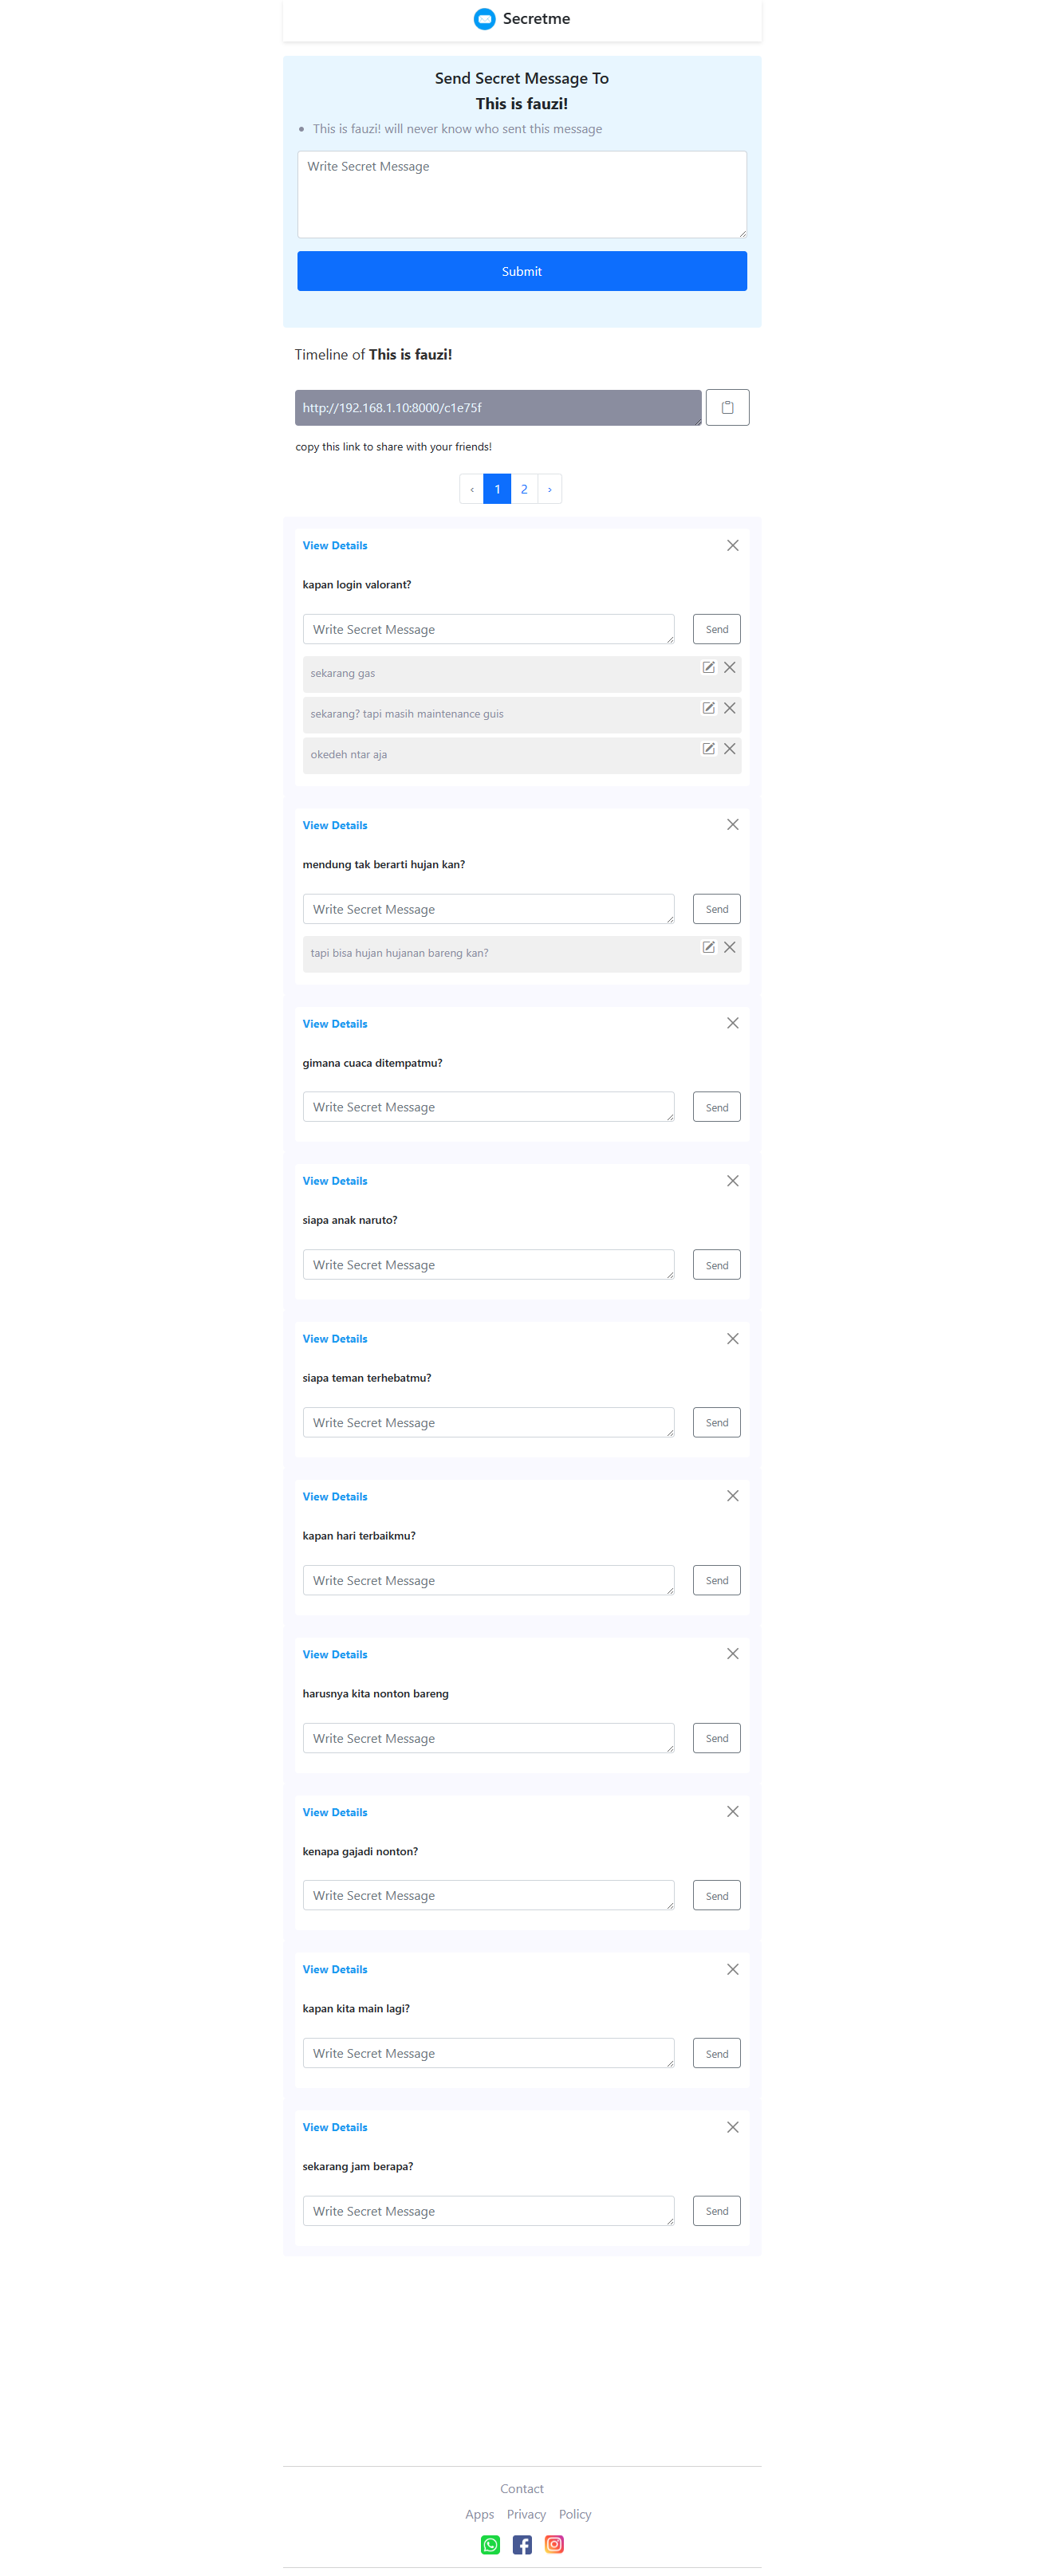 Secretme
Send Secret Message To
This is fauzi!
• This is fauzi! will never know who sent this message
Write Secret Message
Submit
Timeline of This is fauzi!
http://192.168.1.10:8000/c1e75f
copy this link to share with your friends!
‹ 1 2 ›
View Details
kapan login valorant?
Write Secret Message Send
sekarang gas
sekarang? tapi masih maintenance guis
okedeh ntar aja
View Details
mendung tak berarti hujan kan?
Write Secret Message Send
tapi bisa hujan hujanan bareng kan?
View Details
gimana cuaca ditempatmu?
Write Secret Message Send
View Details
siapa anak naruto?
Write Secret Message Send
View Details
siapa teman terhebatmu?
Write Secret Message Send
View Details
kapan hari terbaikmu?
Write Secret Message Send
View Details
harusnya kita nonton bareng
Write Secret Message Send
View Details
kenapa gajadi nonton?
Write Secret Message Send
View Details
kapan kita main lagi?
Write Secret Message Send
View Details
sekarang jam berapa?
Write Secret Message Send
Contact
Apps Privacy Policy